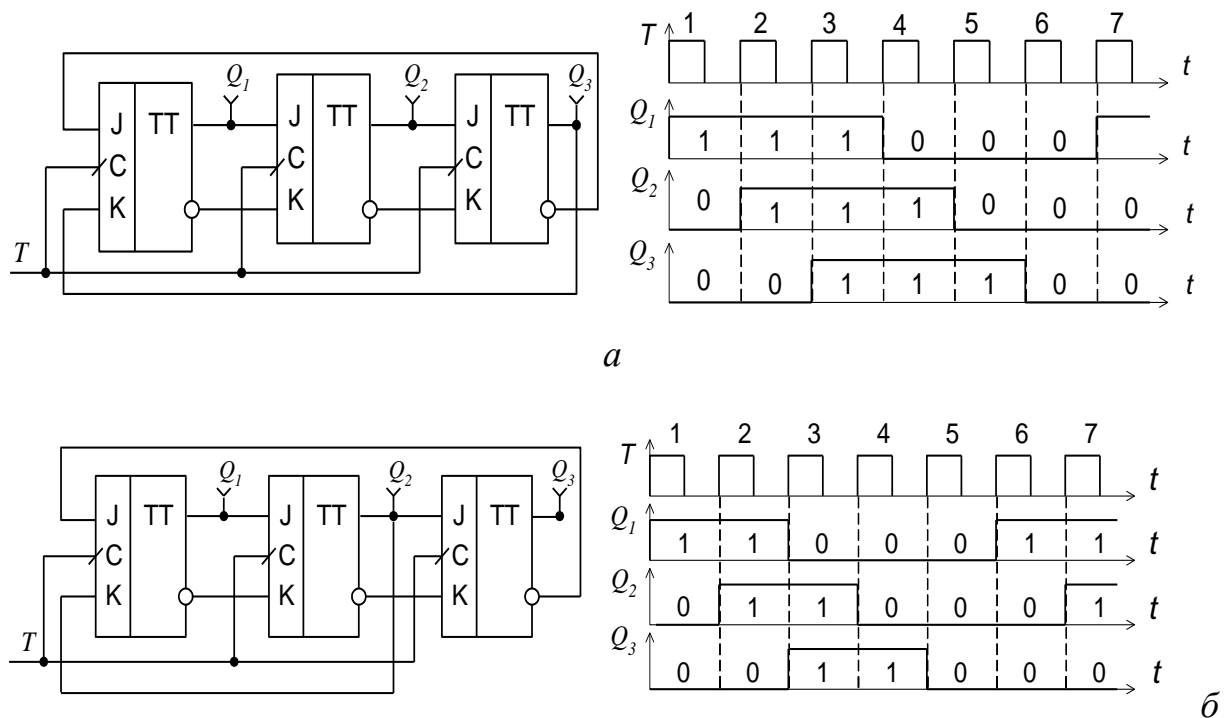 Q1 Q2 Q3
J TT J TT J TT
C C C
K K K
T
T 1 2 3 4 5 6 7 t
Q1 1 1 1 0 0 0 t
Q2 0 1 1 1 0 0 0 t
Q3 0 0 1 1 1 0 0 t
а
Q1 Q2 Q3
J TT J TT J TT
C C C
K K K
T
T 1 2 3 4 5 6 7 t
Q1 1 1 0 0 0 1 1 t
Q2 0 1 1 0 0 0 1 t
Q3 0 0 1 1 0 0 0 t
б